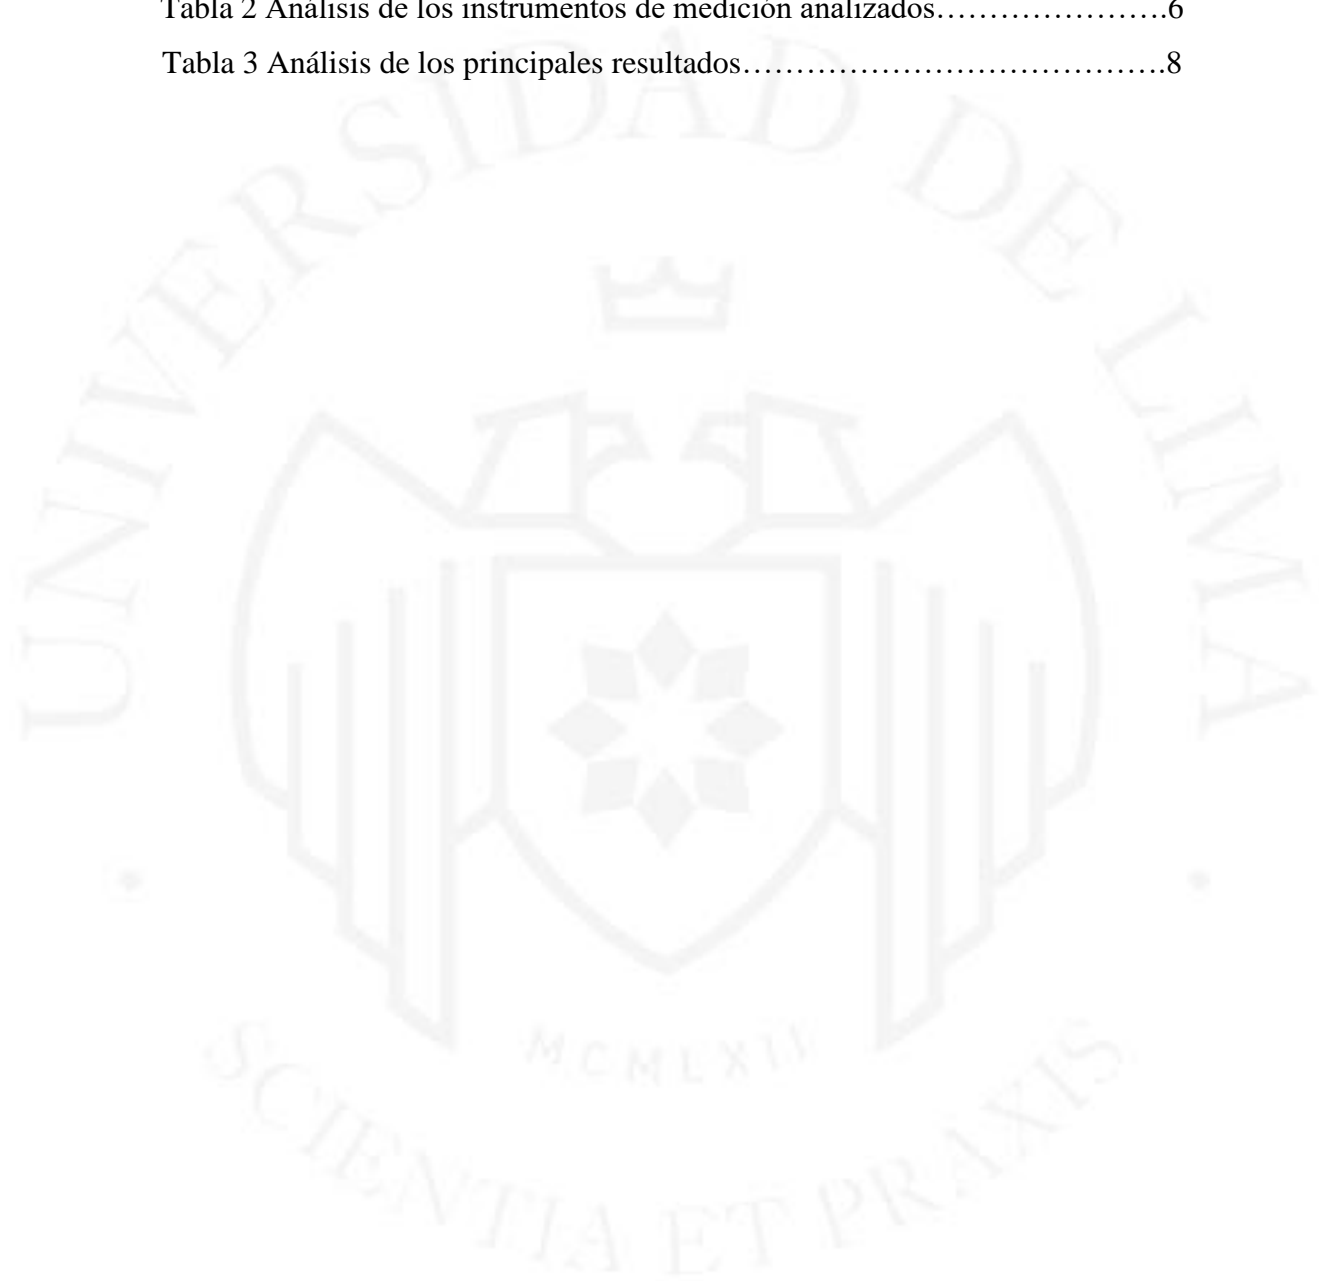 Tabla 2 Análisis de los instrumentos de medición analizados………………….6
Tabla 3 Análisis de los principales resultados………………………………….8
UNIVERSIDAD DE LIMA
MCMLXII
SCIENTIA ET PRAXIS